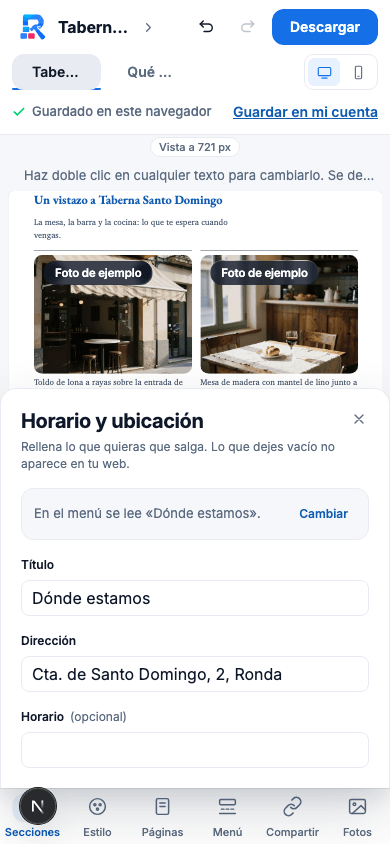 Tabern...
Descargar
Tabe...
Qué ...
Guardado en este navegador
Guardar en mi cuenta
Vista a 721 px
Haz doble clic en cualquier texto para cambiarlo. Se de...
Un vistazo a Taberna Santo Domingo
La mesa, la barra y la cocina: lo que te espera cuando
vengas.
Foto de ejemplo
Foto de ejemplo
Toldo de lona a rayas sobre la entrada de
Mesa de madera con mantel de lino junto a
Horario y ubicación
Rellena lo que quieras que salga. Lo que dejes vacío no
aparece en tu web.
En el menú se lee «Dónde estamos».
Cambiar
Título
Dónde estamos
Dirección
Cta. de Santo Domingo, 2, Ronda
Horario (opcional)
N
Secciones
Estilo
Páginas
Menú
Compartir
Fotos